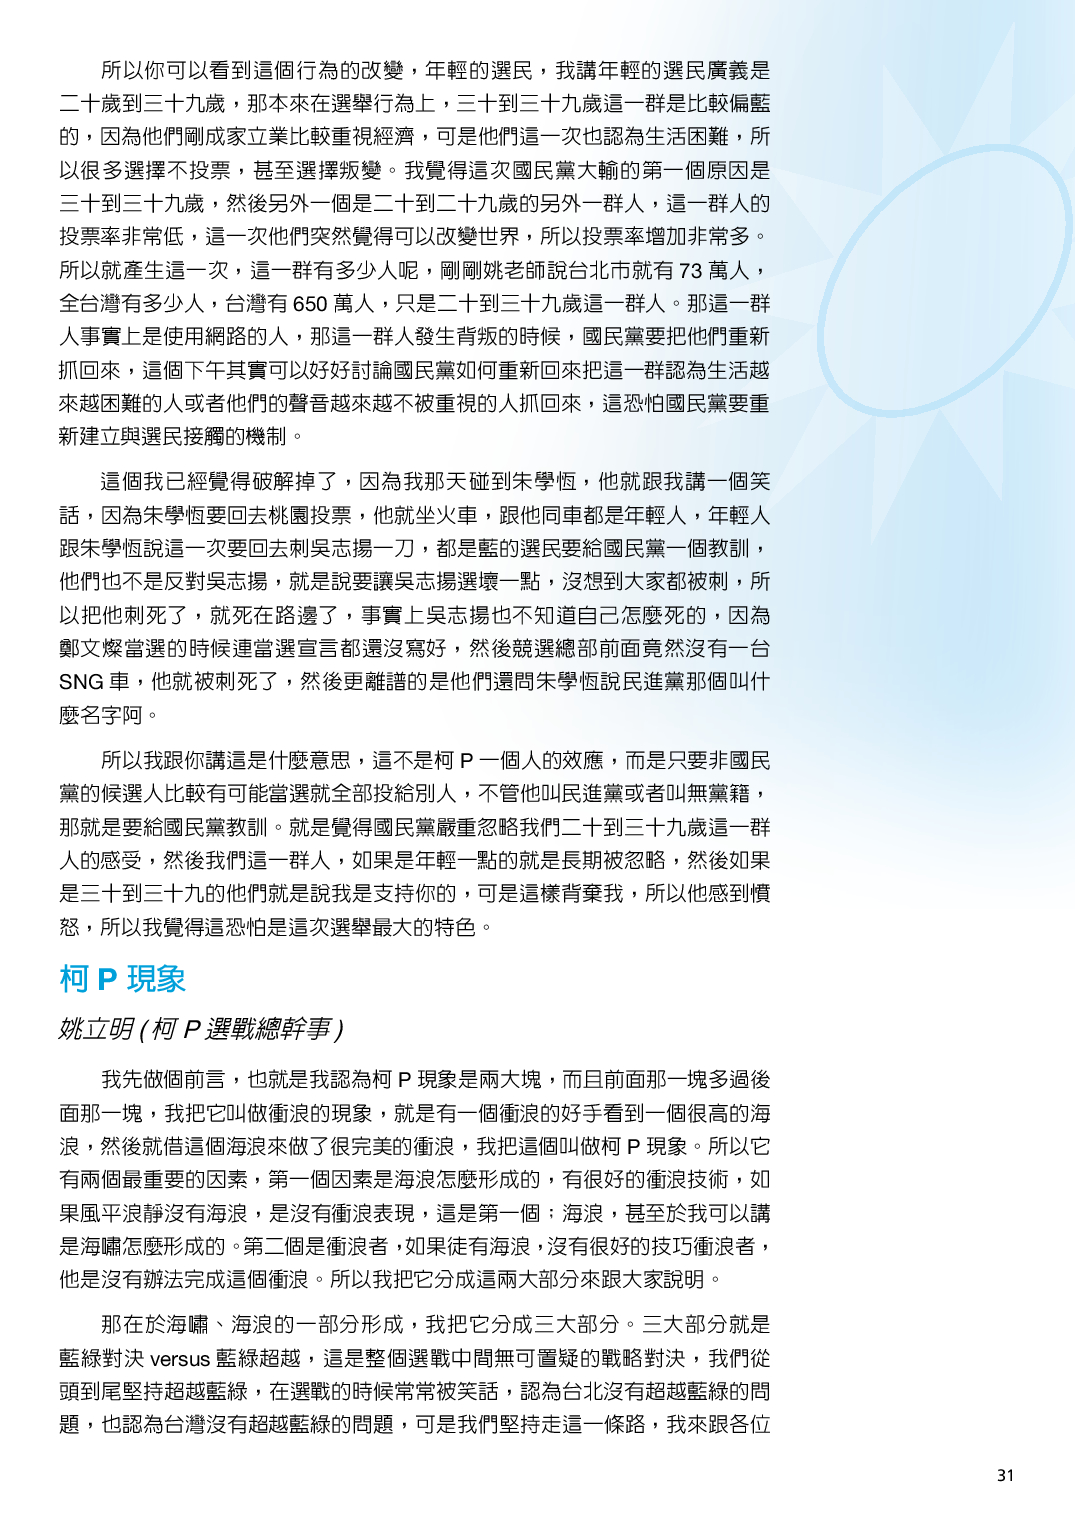 所以你可以看到這個行為的改變，年輕的選民，我講年輕的選民廣義是
二十歲到三十九歲，那本來在選舉行為上，三十到三十九歲這一群是比較偏藍
的，因為他們剛成家立業比較重視經濟，可是他們這一次也認為生活困難，所
以很多選擇不投票，甚至選擇叛變。我覺得這次國民黨大輸的第一個原因是
三十到三十九歲，然後另外一個是二十到二十九歲的另外一群人，這一群人的
投票率非常低，這一次他們突然覺得可以改變世界，所以投票率增加非常多。
所以就產生這一次，這一群有多少人呢，剛剛姚老師說台北市就有 73 萬人，
全台灣有多少人，台灣有 650 萬人，只是二十到三十九歲這一群人。那這一群
人事實上是使用網路的人，那這一群人發生背叛的時候，國民黨要把他們重新
抓回來，這個下午其實可以好好討論國民黨如何重新回來把這一群認為生活越
來越困難的人或者他們的聲音越來越不被重視的人抓回來，這恐怕國民黨要重
新建立與選民接觸的機制。
這個我已經覺得破解掉了，因為我那天碰到朱學恆，他就跟我講一個笑
話，因為朱學恆要回去桃園投票，他就坐火車，跟他同車都是年輕人，年輕人
跟朱學恆說這一次要回去刺吳志揚一刀，都是藍的選民要給國民黨一個教訓，
他們也不是反對吳志揚，就是說要讓吳志揚選壞一點，沒想到大家都被刺，所
以把他刺死了，就死在路邊了，事實上吳志揚也不知道自己怎麼死的，因為
鄭文燦當選的時候連當選宣言都還沒寫好，然後競選總部前面竟然沒有一台
SNG 車，他就被刺死了，然後更離譜的是他們還問朱學恆說民進黨那個叫什
麼名字阿。
所以我跟你講這是什麼意思，這不是柯 P 一個人的效應，而是只要非國民
黨的候選人比較有可能當選就全部投給別人，不管他叫民進黨或者叫無黨籍，
那就是要給國民黨教訓。就是覺得國民黨嚴重忽略我們二十到三十九歲這一群
人的感受，然後我們這一群人，如果是年輕一點的就是長期被忽略，然後如果
是三十到三十九的他們就是說我是支持你的，可是這樣背棄我，所以他感到憤
怒，所以我覺得這恐怕是這次選舉最大的特色。
柯 P 現象
姚立明 ( 柯 P 選戰總幹事 )
我先做個前言，也就是我認為柯 P 現象是兩大塊，而且前面那一塊多過後
面那一塊，我把它叫做衝浪的現象，就是有一個衝浪的好手看到一個很高的海
浪，然後就借這個海浪來做了很完美的衝浪，我把這個叫做柯 P 現象。所以它
有兩個最重要的因素，第一個因素是海浪怎麼形成的，有很好的衝浪技術，如
果風平浪靜沒有海浪，是沒有衝浪表現，這是第一個；海浪，甚至於我可以講
是海嘯怎麼形成的。第二個是衝浪者，如果徒有海浪，沒有很好的技巧衝浪者，
他是沒有辦法完成這個衝浪。所以我把它分成這兩大部分來跟大家說明。
那在於海嘯、海浪的一部分形成，我把它分成三大部分。三大部分就是
藍綠對決 versus 藍綠超越，這是整個選戰中間無可置疑的戰略對決，我們從
頭到尾堅持超越藍綠，在選戰的時候常常被笑話，認為台北沒有超越藍綠的問
題，也認為台灣沒有超越藍綠的問題，可是我們堅持走這一條路，我來跟各位
31